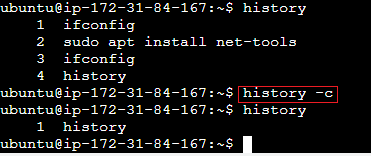 ubuntu@ip-172-31-84-167:~$ history
1 ifconfig
2 sudo apt install net-tools
3 ifconfig
4 history
ubuntu@ip-172-31-84-167:~$ history -c
ubuntu@ip-172-31-84-167:~$ history
1 history
ubuntu@ip-172-31-84-167:~$